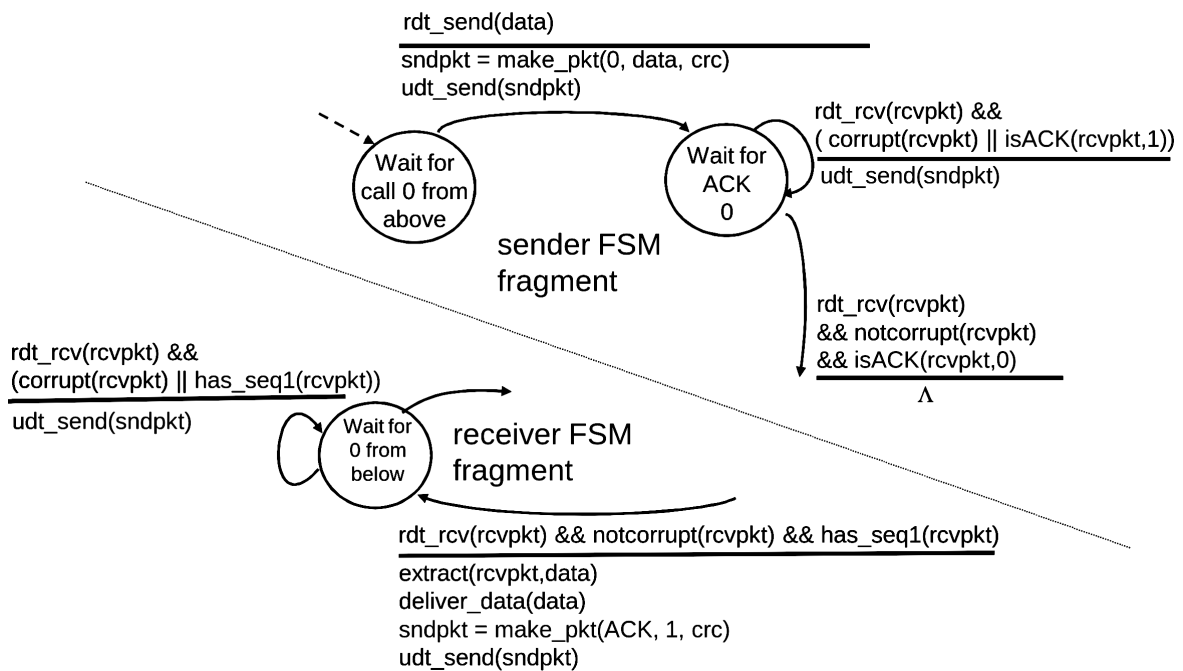 rdt_send(data)
sndpkt = make_pkt(0, data, crc)
udt_send(sndpkt)
rdt_rcv(rcvpkt) &&
( corrupt(rcvpkt) || isACK(rcvpkt,1))
udt_send(sndpkt)
Wait for
call 0 from
above
Wait for
ACK
0
sender FSM
fragment
rdt_rcv(rcvpkt)
&& notcorrupt(rcvpkt)
&& isACK(rcvpkt,0)
Λ
rdt_rcv(rcvpkt) &&
(corrupt(rcvpkt) || has_seq1(rcvpkt))
udt_send(sndpkt)
Wait for
0 from
below
receiver FSM
fragment
rdt_rcv(rcvpkt) && notcorrupt(rcvpkt) && has_seq1(rcvpkt)
extract(rcvpkt,data)
deliver_data(data)
sndpkt = make_pkt(ACK, 1, crc)
udt_send(sndpkt)